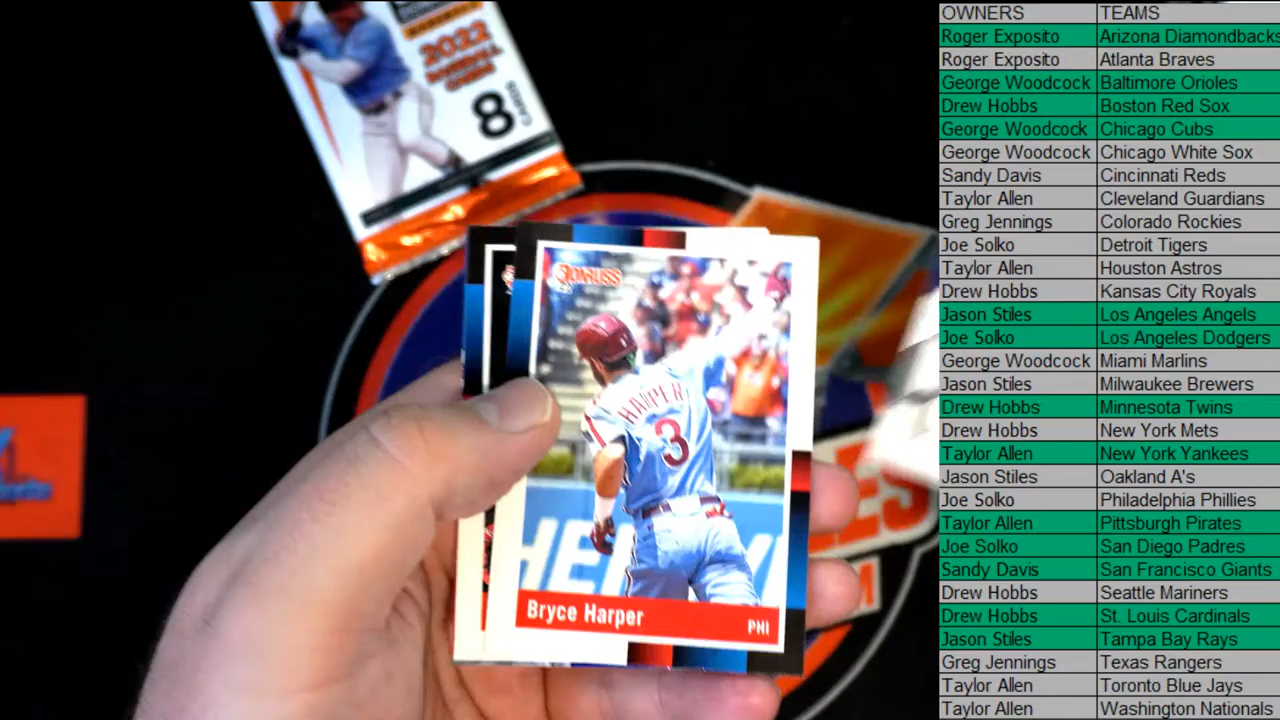 2022
BASEBALL
CARDS
8
DONRUSS
HARPER
3
Bryce Harper
PHI
OWNERS TEAMS
Roger Exposito Arizona Diamondbacks
Roger Exposito Atlanta Braves
George Woodcock Baltimore Orioles
Drew Hobbs Boston Red Sox
George Woodcock Chicago Cubs
George Woodcock Chicago White Sox
Sandy Davis Cincinnati Reds
Taylor Allen Cleveland Guardians
Greg Jennings Colorado Rockies
Joe Solko Detroit Tigers
Taylor Allen Houston Astros
Drew Hobbs Kansas City Royals
Jason Stiles Los Angeles Angels
Joe Solko Los Angeles Dodgers
George Woodcock Miami Marlins
Jason Stiles Milwaukee Brewers
Drew Hobbs Minnesota Twins
Drew Hobbs New York Mets
Taylor Allen New York Yankees
Jason Stiles Oakland A's
Joe Solko Philadelphia Phillies
Taylor Allen Pittsburgh Pirates
Joe Solko San Diego Padres
Sandy Davis San Francisco Giants
Drew Hobbs Seattle Mariners
Drew Hobbs St. Louis Cardinals
Jason Stiles Tampa Bay Rays
Greg Jennings Texas Rangers
Taylor Allen Toronto Blue Jays
Taylor Allen Washington Nationals